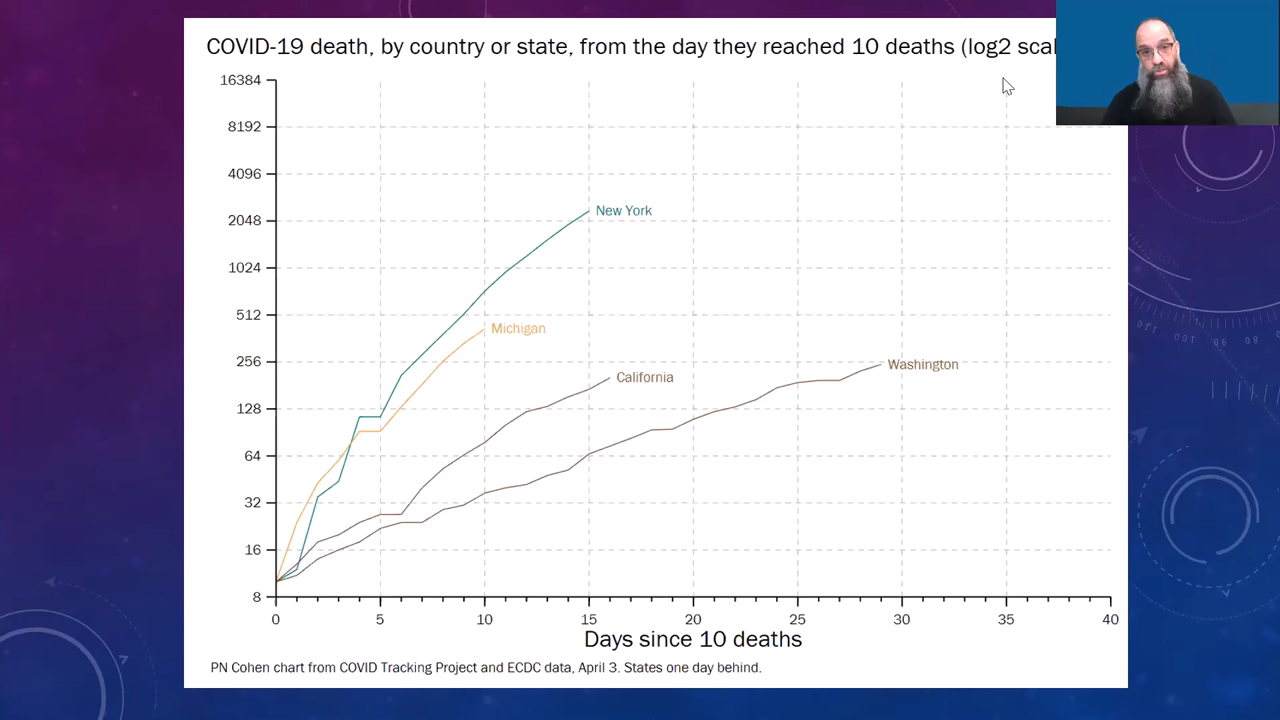 COVID-19 death, by country or state, from the day they reached 10 deaths (log2
16384
8192
4096
2048
1024
512
256
128
64
32
16
8
New York
Michigan
California
Washington
0 5 10 15 20 25 30 35 40
Days since 10 deaths
PN Cohen chart from COVID Tracking Project and ECDC data, April 3. States one day behind.